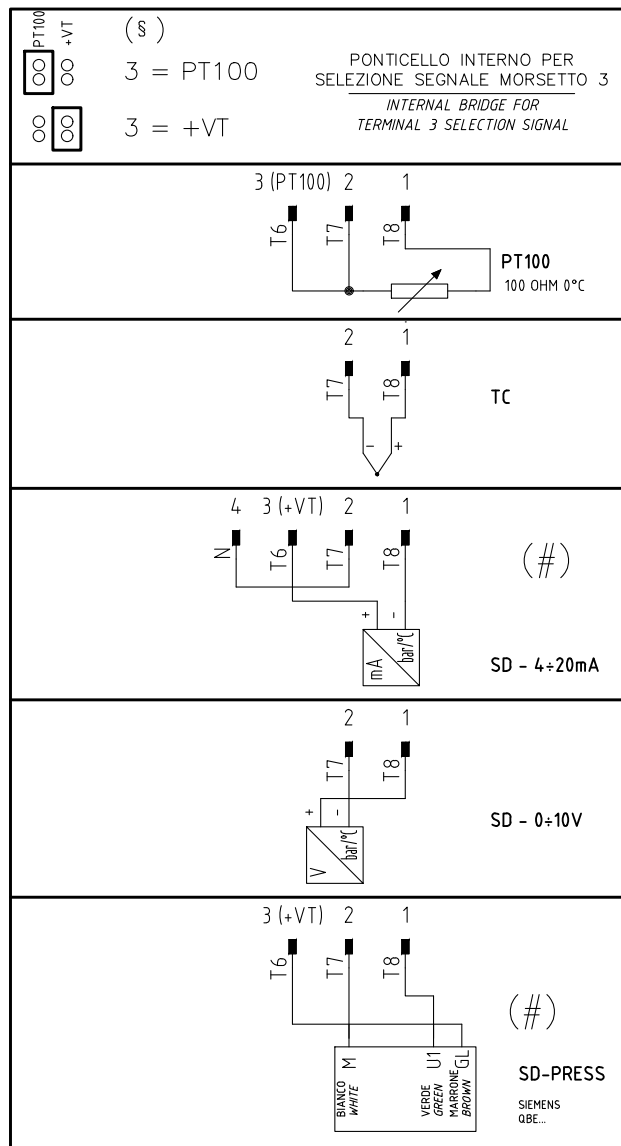 PT100 +VT
(§)
3 = PT100
3 = +VT
PONTICELLO INTERNO PER
SELEZIONE SEGNALE MORSETTO 3
INTERNAL BRIDGE FOR
TERMINAL 3 SELECTION SIGNAL
3 (PT100) 2 1
T6 T7 T8
PT100
100 OHM 0°C
2 1
T7 T8
TC
- +
4 3 (+VT) 2 1
N T6 T7 T8
(#)
+ -
mA bar/°C
SD - 4÷20mA
2 1
T7 T8
+ -
V bar/°C
SD - 0÷10V
3 (+VT) 2 1
T6 T7 T8
(#)
M U1 GL
BIANCO
WHITE
VERDE
GREEN
MARRONE
BROWN
SD-PRESS
SIEMENS
QBE...